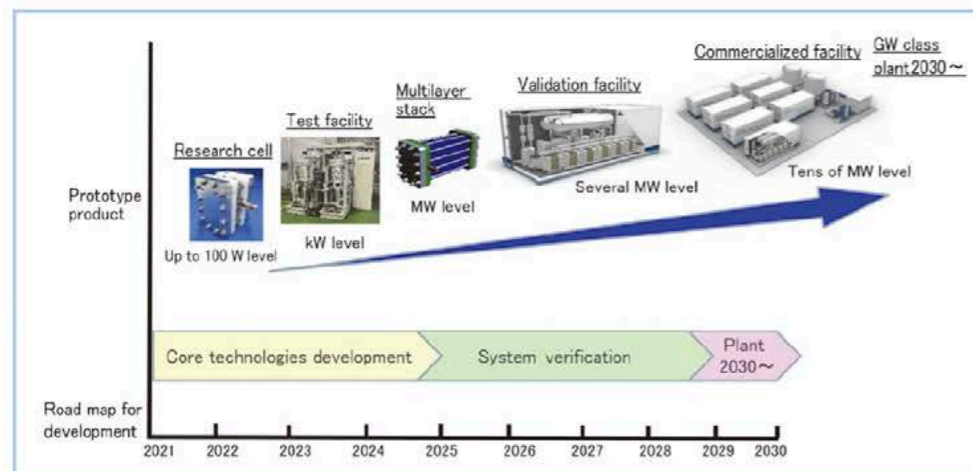 Commercialized facility
GW class
plant2030～
Validation facility
Multilayer
stack
Test facility
Research cell
Prototype
product
Up to 100 W level
kW level
MW level
Several MW level
Tens of MW level
Core technologies development
System verification
Plant
2030～
Road map for
development
2021
2022
2023
2024
2025
2026
2027
2028
2029
2030